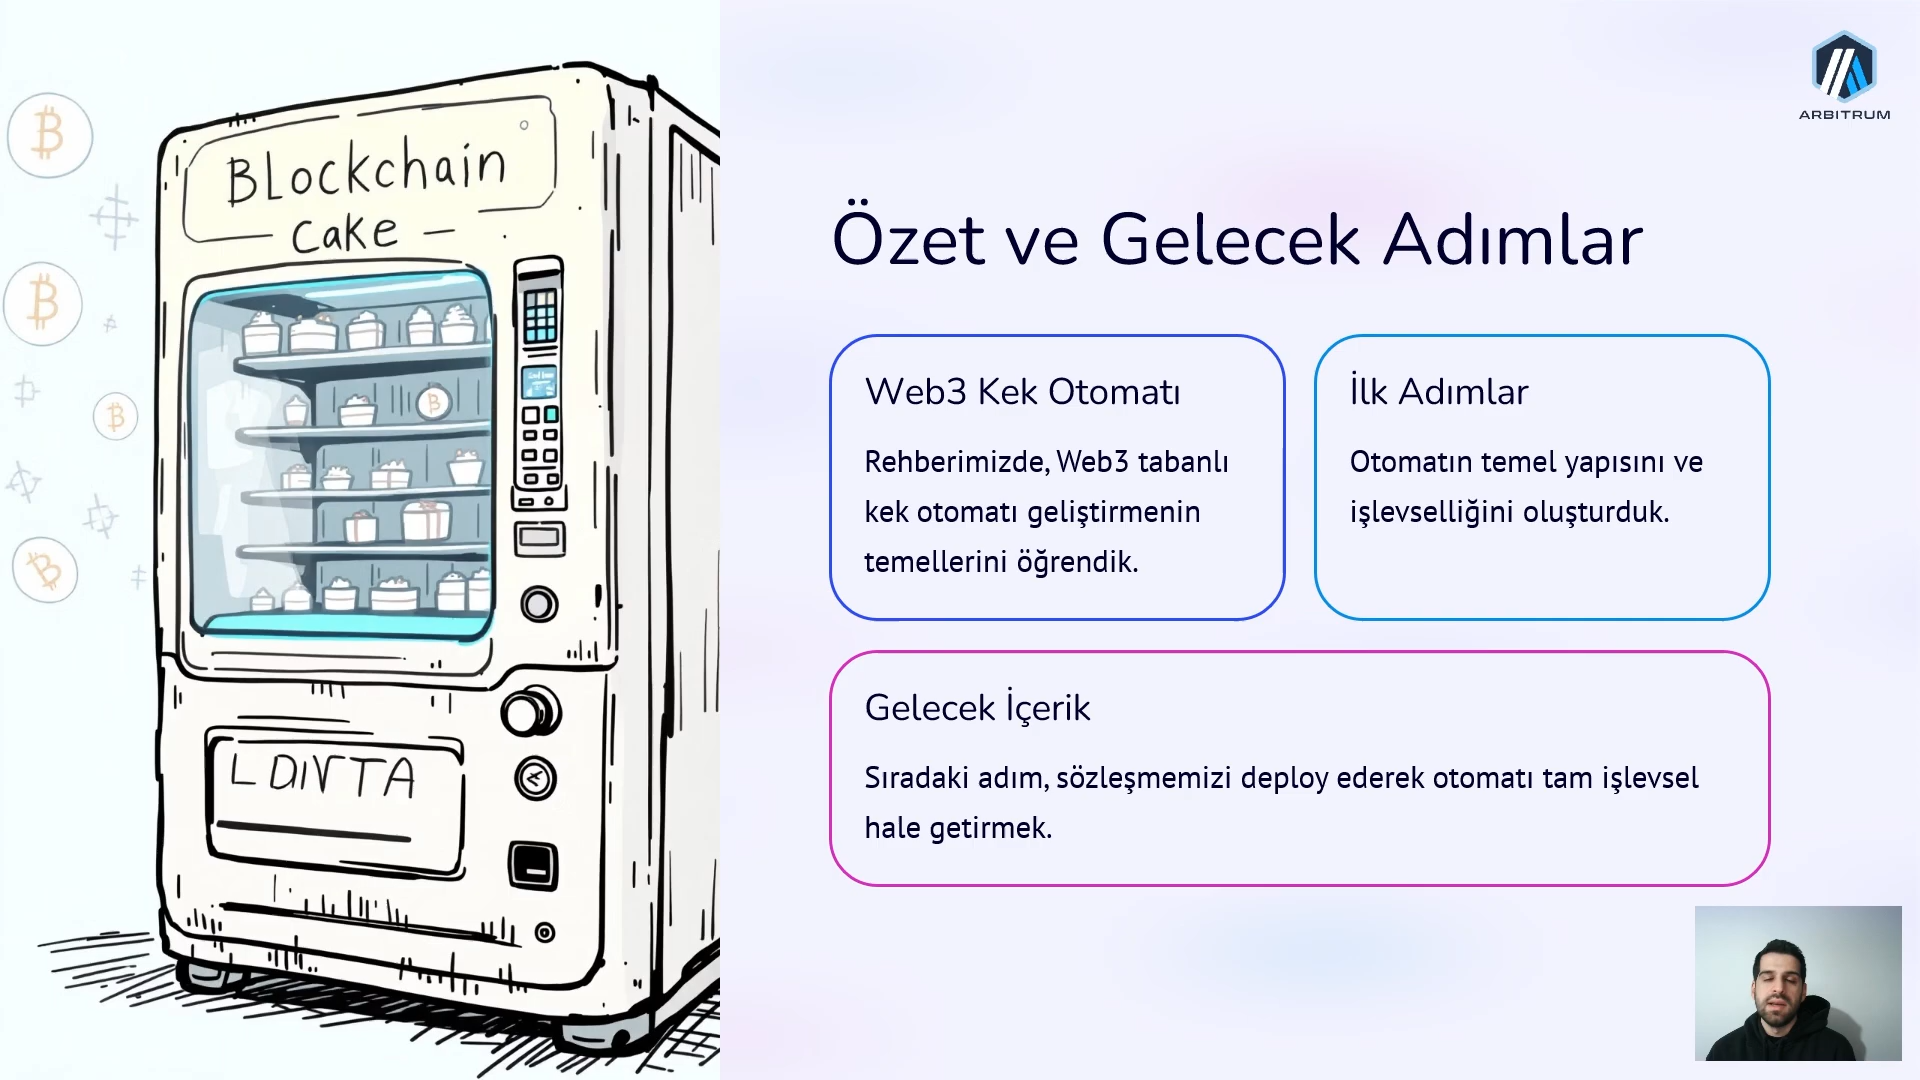 BLockchain
Cake
ARBITRUM
Özet ve Gelecek Adımlar
Web3 Kek Otomatı
Rehberimizde, Web3 tabanlı
kek otomatı geliştirmenin
temellerini öğrendik.
İlk Adımlar
Otomatın temel yapısını ve
işlevselliğini oluşturduk.
Gelecek İçerik
Sıradaki adım, sözleşmemizi deploy ederek otomatı tam işlevsel
hale getirmek.